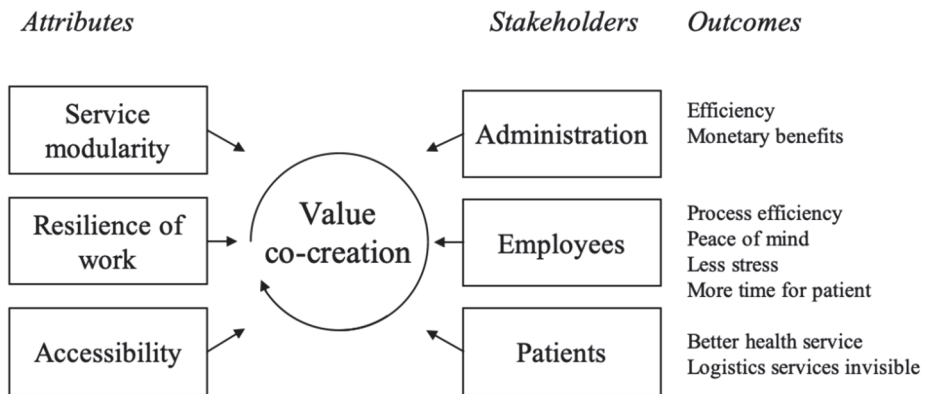 Attributes
Stakeholders
Outcomes
Service
modularity
Resilience of
work
Accessibility
Value
co-creation
Administration
Employees
Patients
Efficiency
Monetary benefits
Process efficiency
Peace of mind
Less stress
More time for patient
Better health service
Logistics services invisible